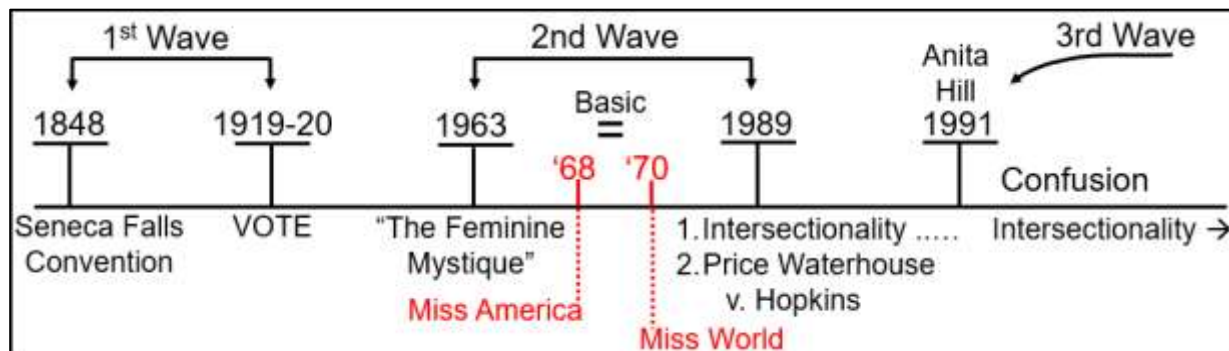 1st Wave
2nd Wave
3rd Wave
Anita
Hill
Basic
=
1848
1919-20
1963
1989
1991
‘68
‘70
Confusion
Seneca Falls
Convention
VOTE
"The Feminine
Mystique"
1.Intersectionality .....
2.Price Waterhouse
v. Hopkins
Intersectionality →
Miss America
Miss World